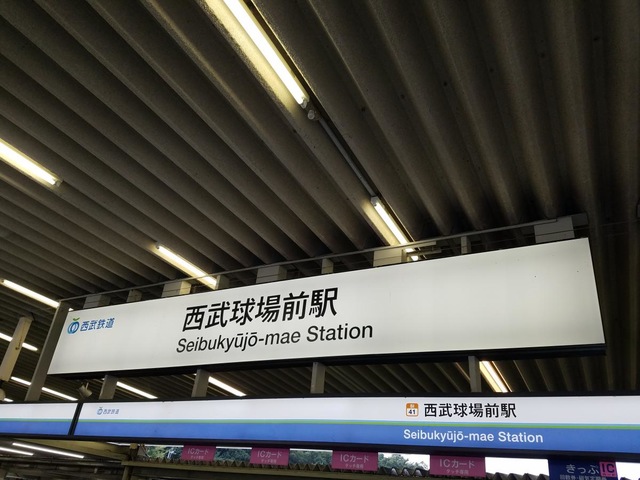 西武鉄道
西武球場前駅
Seibukyūjō-mae Station
西武鉄道
41
西武球場前駅
Seibukyūjō-mae Station
ICカード
ICカード
ICカード
ICカード
きっぷ
IC